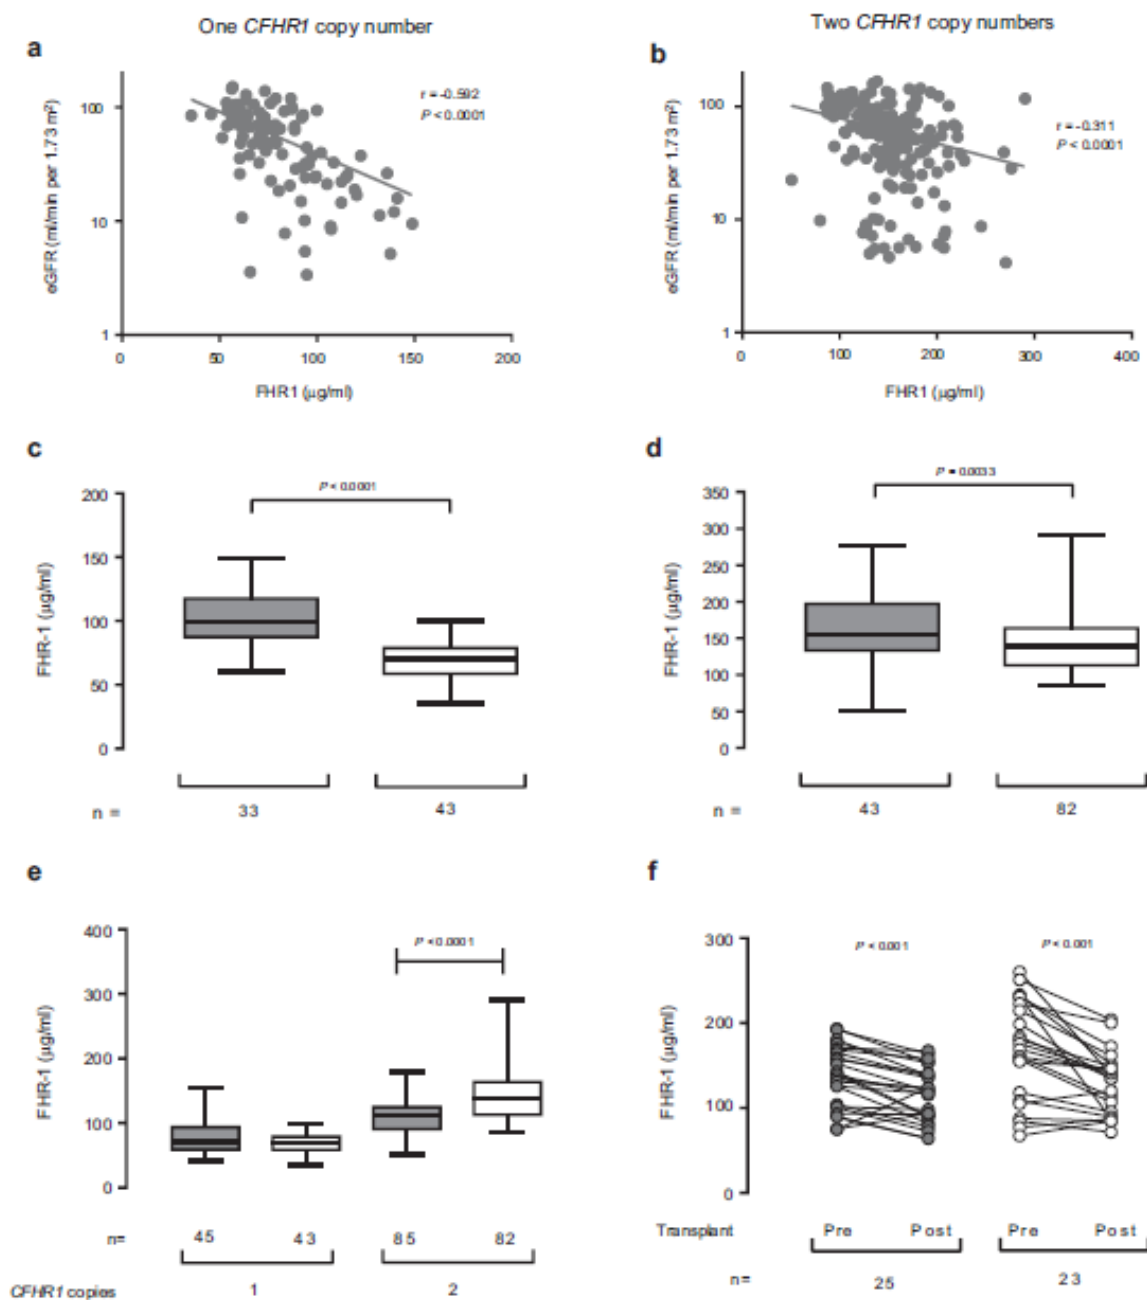 One CFHR1 copy number
Two CFHR1 copy numbers
a
eGFR (ml/min per 1.73 m²)
100
10
1
r = -0.592
P < 0.0001
0
50
100
150
200
FHR1 (µg/ml)
b
eGFR (ml/min per 1.73 m²)
100
10
1
r = -0.311
P < 0.0001
0
100
200
300
400
FHR1 (µg/ml)
c
FHR-1 (µg/ml)
200
150
100
50
0
P < 0.0001
n = 33 43
d
FHR-1 (µg/ml)
350
300
250
200
150
100
50
0
P = 0.0033
n = 43 82
e
FHR-1 (µg/ml)
400
300
200
100
0
P < 0.0001
n= 45 43 85 82
CFHR1 copies 1 2
f
FHR-1 (µg/ml)
300
200
100
0
P < 0.001
P < 0.001
Transplant Pre Post Pre Post
n= 25 23